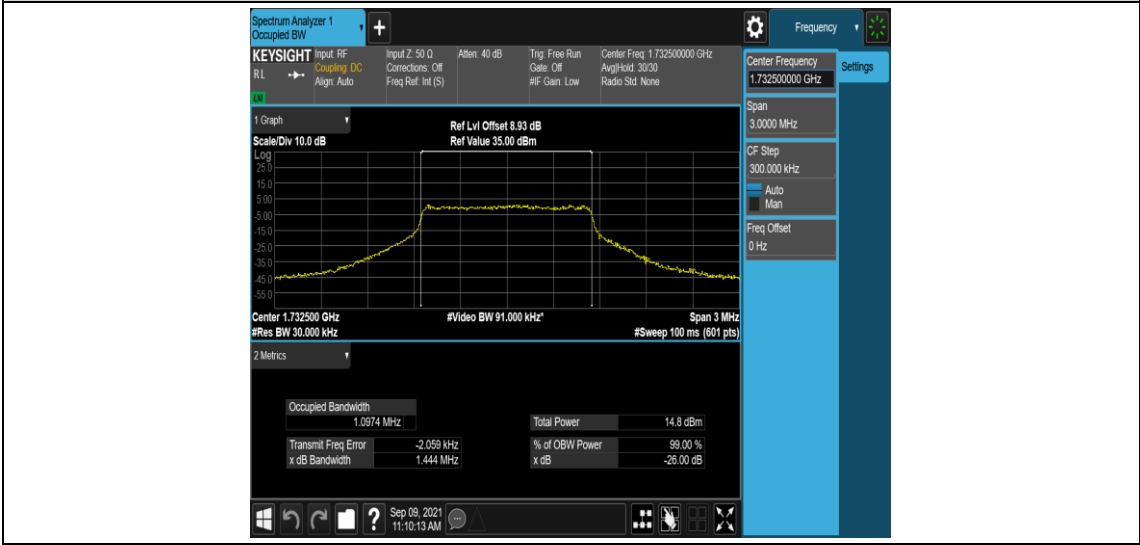 Spectrum Analyzer 1
Occupied BW
+
Frequency
KEYSIGHT
RL
LNI
Input: RF
Coupling: DC
Align: Auto
Input Z: 50 Ω
Corrections: Off
Freq Ref: Int (S)
Atten: 40 dB
Trig: Free Run
Gate: Off
#IF Gain: Low
Center Freq: 1.732500000 GHz
Avg|Hold: 30/30
Radio Std: None
Center Frequency
1.732500000 GHz
Settings
Span
3.0000 MHz
CF Step
300.000 kHz
Auto
Man
Freq Offset
0 Hz
1 Graph
Scale/Div 10.0 dB
Ref Lvl Offset 8.93 dB
Ref Value 35.00 dBm
Log
25.0
15.0
5.00
-5.00
-15.0
-25.0
-35.0
-45.0
-55.0
Center 1.732500 GHz
#Video BW 91.000 kHz*
Span 3 MHz
#Res BW 30.000 kHz
#Sweep 100 ms (601 pts)
2 Metrics
Occupied Bandwidth
1.0974 MHz
Total Power 14.8 dBm
Transmit Freq Error -2.059 kHz
% of OBW Power 99.00 %
x dB Bandwidth 1.444 MHz
x dB -26.00 dB
?
Sep 09, 2021
11:10:13 AM